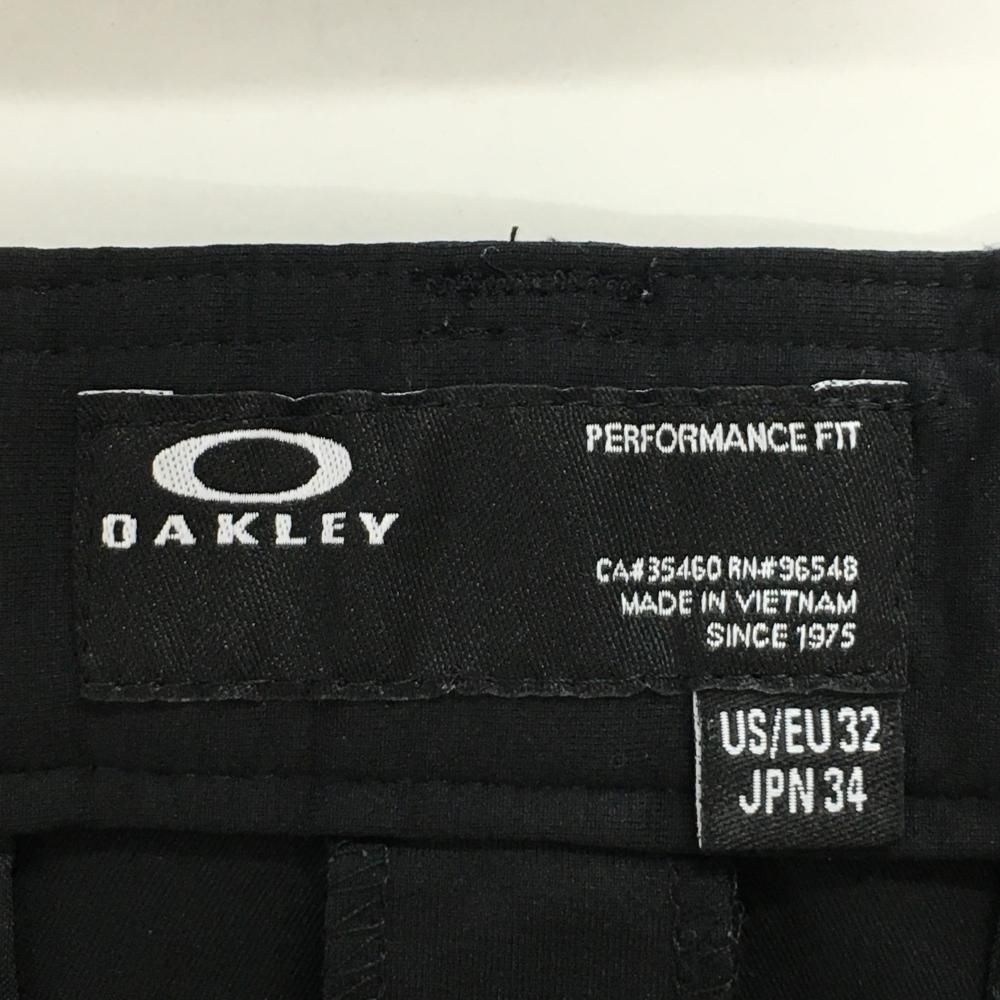 OAKLEY
PERFORMANCE FIT
CA#35460 RN#96548
MADE IN VIETNAM
SINCE 1975
US/EU 32
JPN 34